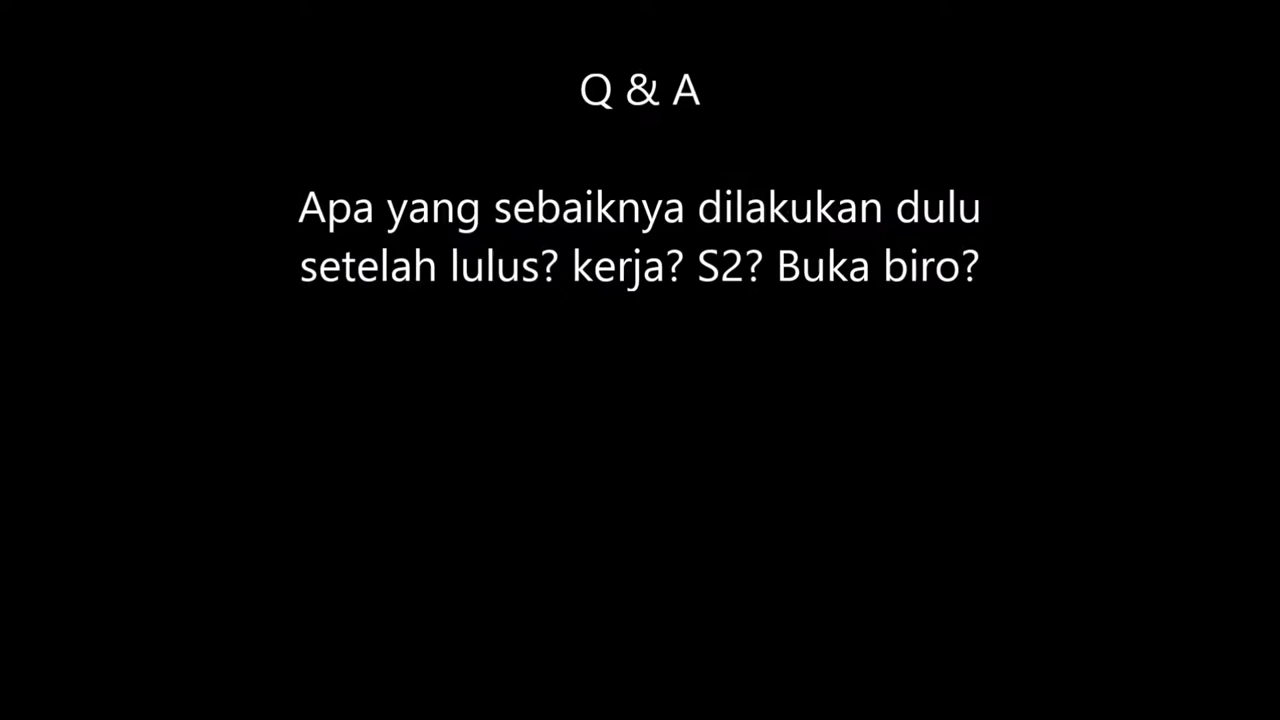 Q & A
Apa yang sebaiknya dilakukan dulu
setelah lulus? kerja? S2? Buka biro?